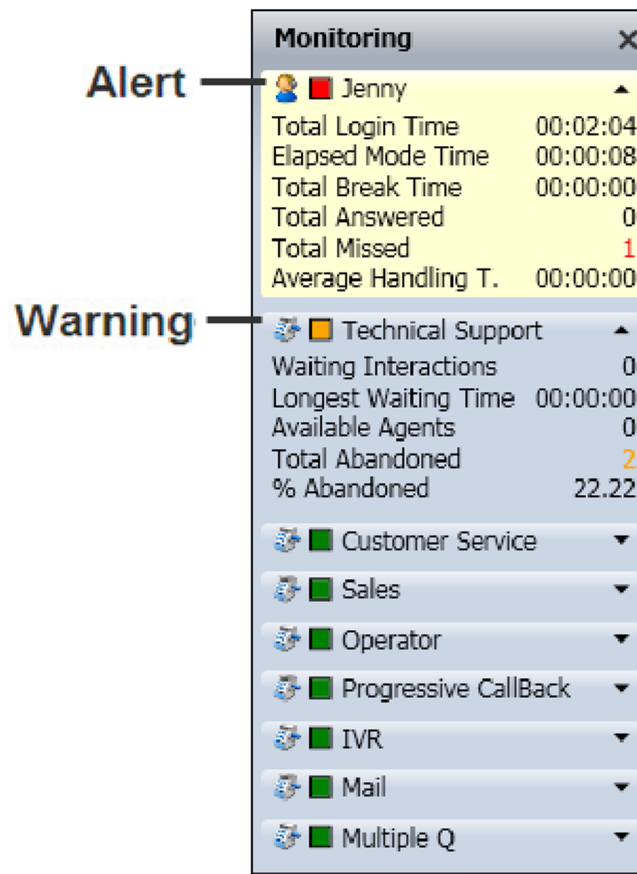 Monitoring
Alert
Jenny
Total Login Time 00:02:04
Elapsed Mode Time 00:00:08
Total Break Time 00:00:00
Total Answered 0
Total Missed 1
Average Handling T. 00:00:00
Warning
Technical Support
Waiting Interactions 0
Longest Waiting Time 00:00:00
Available Agents 0
Total Abandoned 2
% Abandoned 22.22
Customer Service
Sales
Operator
Progressive CallBack
IVR
Mail
Multiple Q